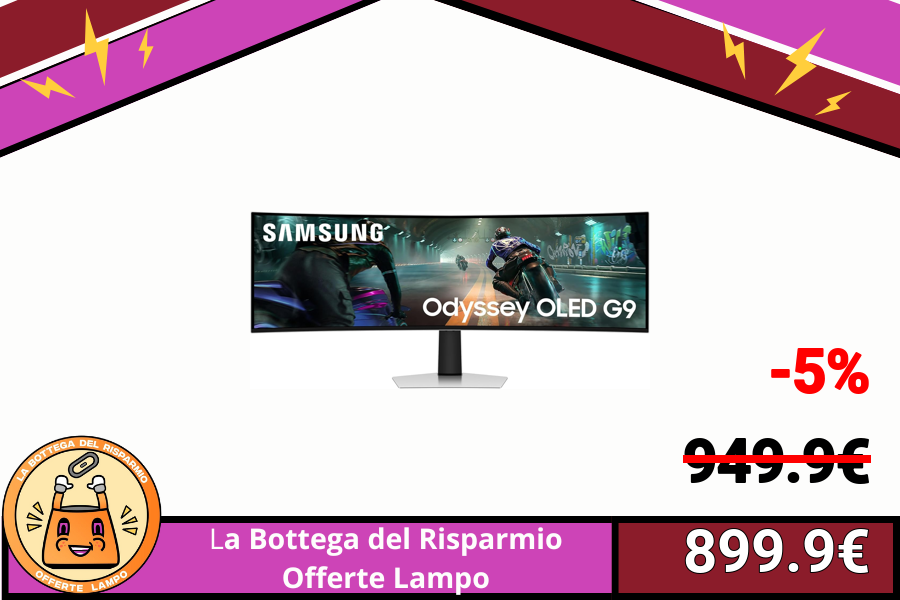 SAMSUNG
Odyssey OLED G9
-5%
949.9€
LA BOTTEGA DEL RISPARMIO
OFFERTE LAMPO
La Bottega del Risparmio
Offerte Lampo
899.9€